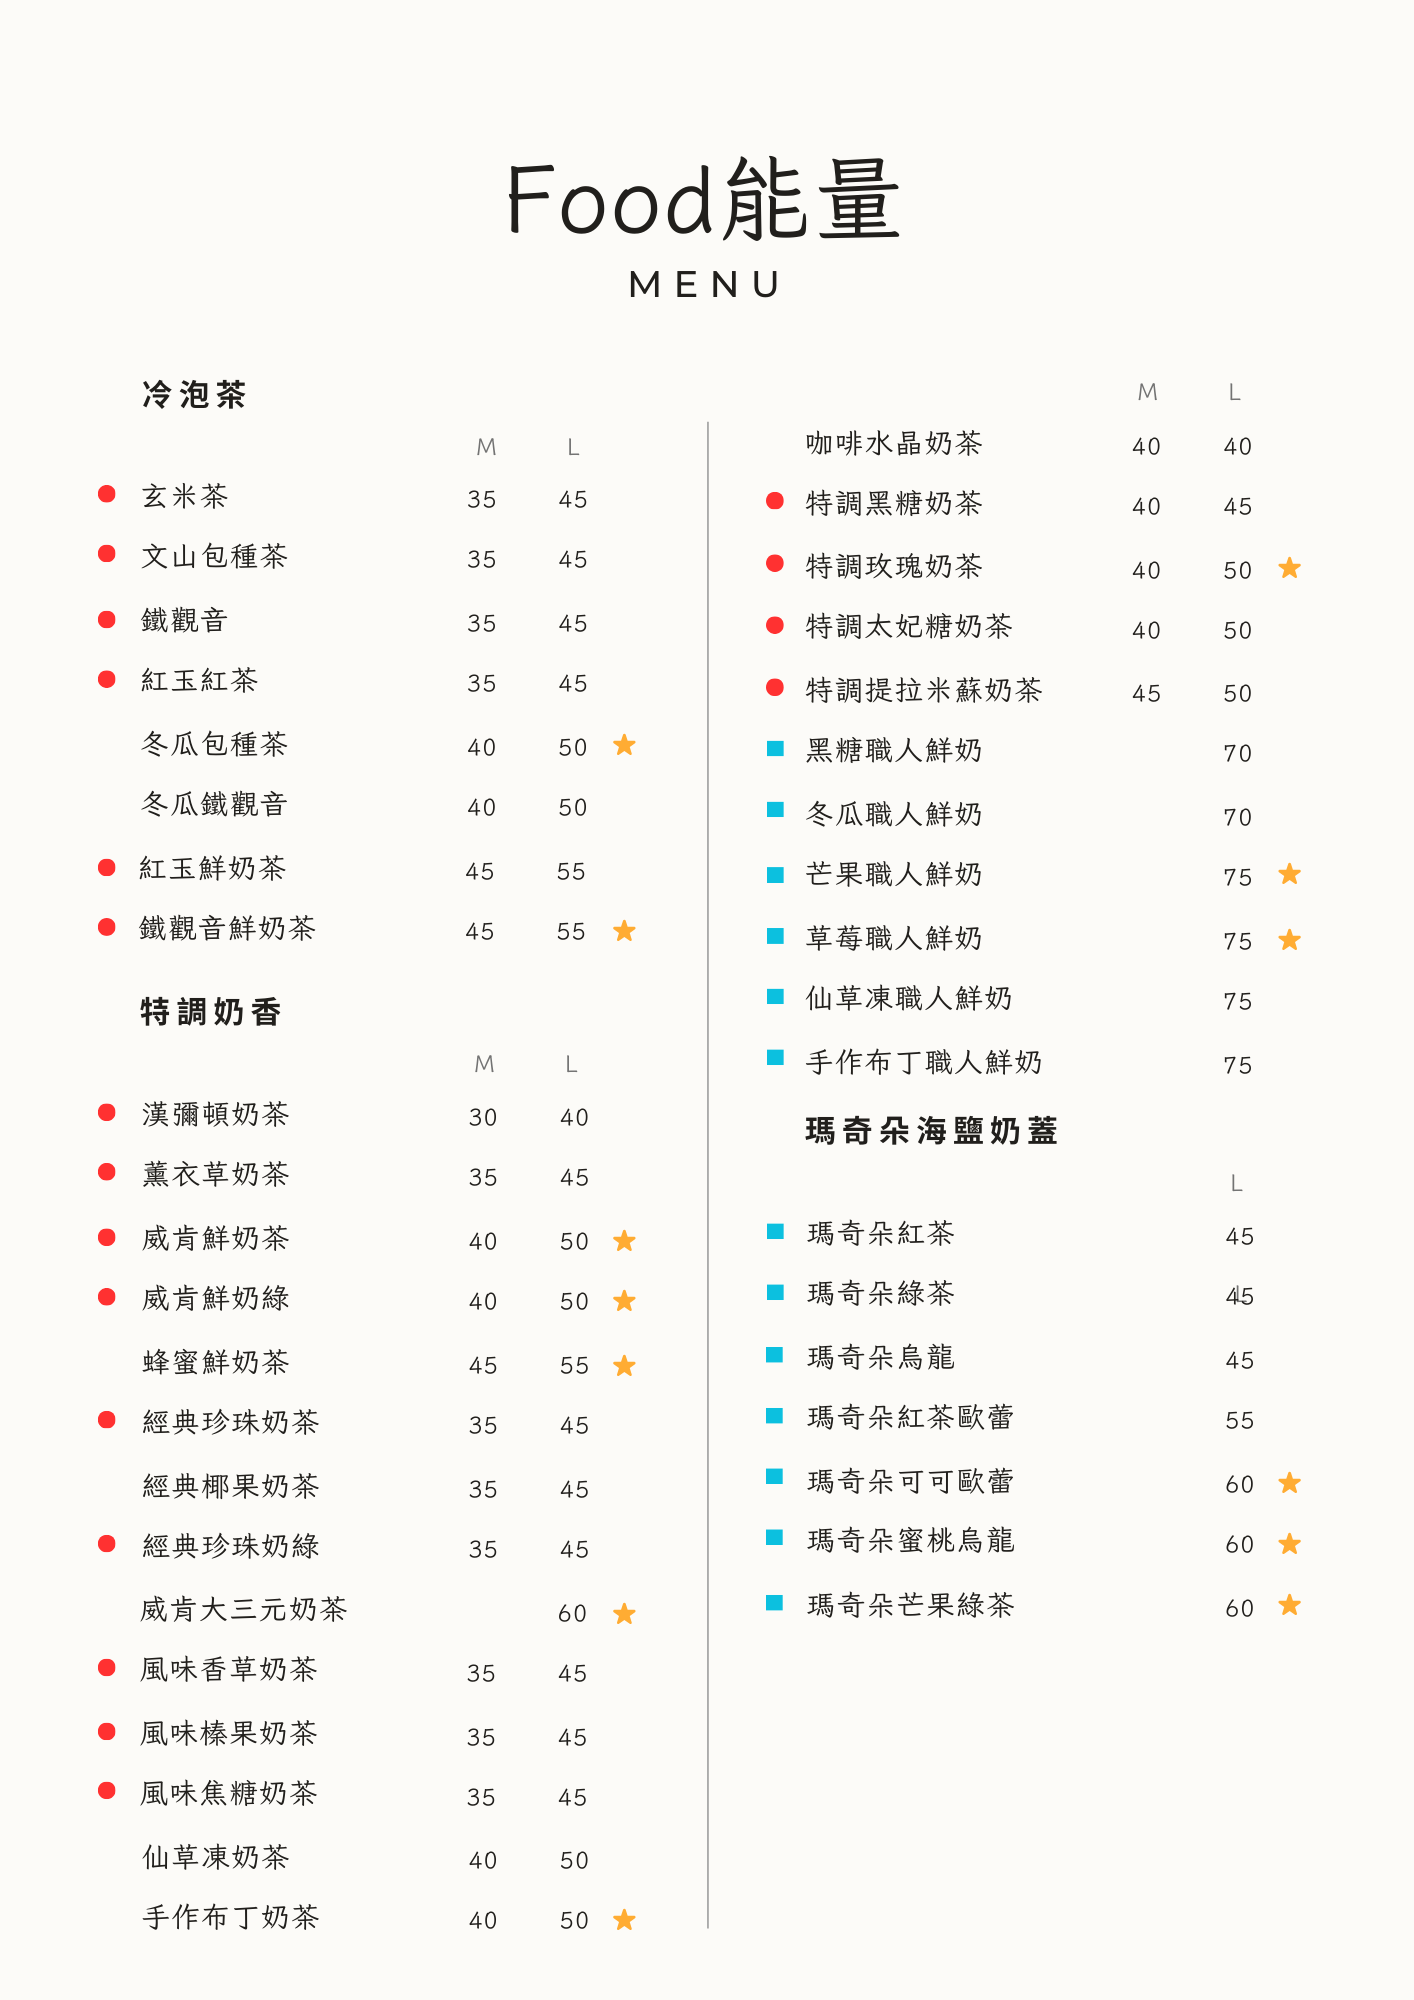 Food能量
MENU
冷泡茶
M L
玄米茶 35 45
文山包種茶 35 45
鐵觀音 35 45
紅玉紅茶 35 45
冬瓜包種茶 40 50
冬瓜鐵觀音 40 50
紅玉鮮奶茶 45 55
鐵觀音鮮奶茶 45 55
特調奶香
M L
漢彌頓奶茶 30 40
薰衣草奶茶 35 45
威肯鮮奶茶 40 50
威肯鮮奶綠 40 50
蜂蜜鮮奶茶 45 55
經典珍珠奶茶 35 45
經典椰果奶茶 35 45
經典珍珠奶綠 35 45
威肯大三元奶茶 60
風味香草奶茶 35 45
風味榛果奶茶 35 45
風味焦糖奶茶 35 45
仙草凍奶茶 40 50
手作布丁奶茶 40 50
M L
咖啡水晶奶茶 40 40
特調黑糖奶茶 40 45
特調玫瑰奶茶 40 50
特調太妃糖奶茶 40 50
特調提拉米蘇奶茶 45 50
黑糖職人鮮奶 70
冬瓜職人鮮奶 70
芒果職人鮮奶 75
草莓職人鮮奶 75
仙草凍職人鮮奶 75
手作布丁職人鮮奶 75
瑪奇朵海鹽奶蓋
L
瑪奇朵紅茶 45
瑪奇朵綠茶 45
瑪奇朵烏龍 45
瑪奇朵紅茶歐蕾 55
瑪奇朵可可歐蕾 60
瑪奇朵蜜桃烏龍 60
瑪奇朵芒果綠茶 60